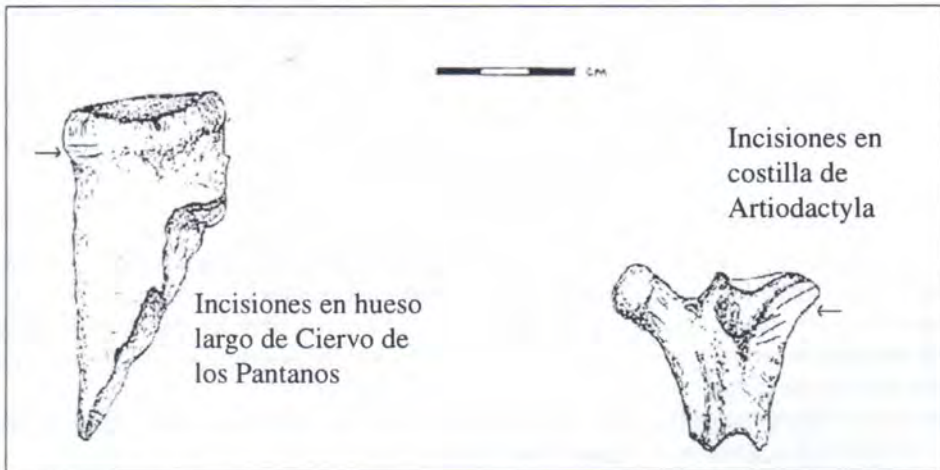 cm
Incisiones en
costilla de
Artiodactyla
Incisiones en hueso
largo de Ciervo de
los Pantanos